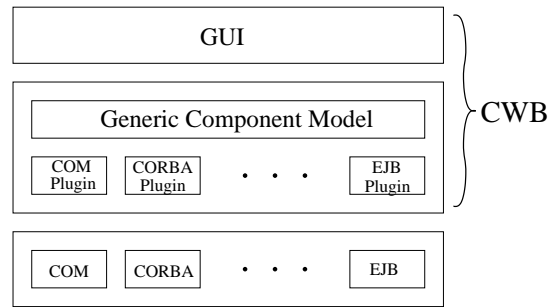 GUI
CWB
Generic Component Model
COM Plugin
CORBA Plugin
. . .
EJB Plugin
COM
CORBA
. . .
EJB